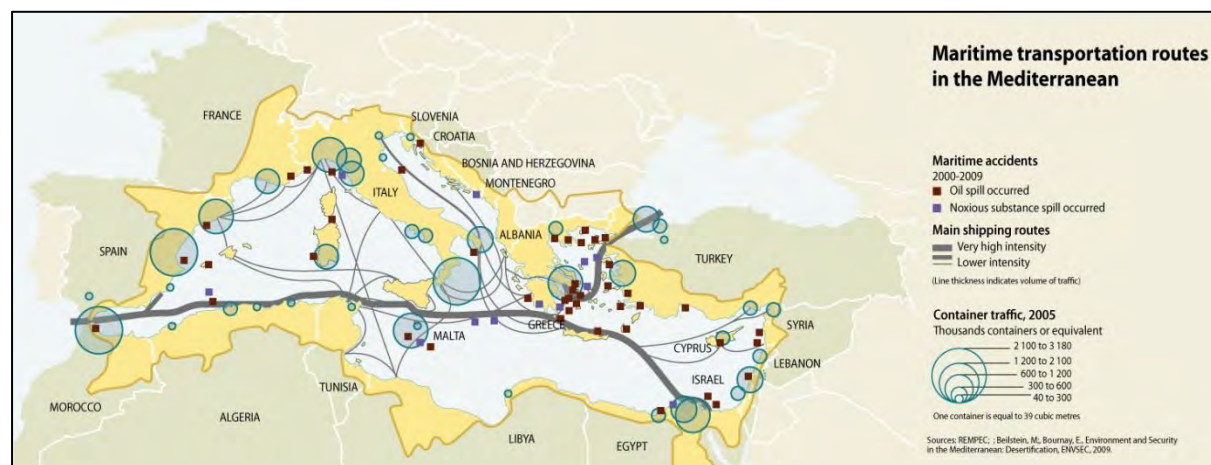 Maritime transportation routes
in the Mediterranean
Maritime accidents
2000-2009
Oil spill occurred
Noxious substance spill occurred
Main shipping routes
Very high intensity
Lower intensity
(Line thickness indicates volume of traffic)
Container traffic, 2005
Thousands containers or equivalent
2 100 to 3 180
1 200 to 2 100
600 to 1 200
300 to 600
40 to 300
One container is equal to 39 cubic metres
Sources: REMPEC; ; Beilstein, M;, Bournay, E., Environment and Security
in the Mediterranean: Desertification, ENVSEC, 2009.
FRANCE
SLOVENIA
CROATIA
BOSNIA AND HERZEGOVINA
MONTENEGRO
ITALY
SPAIN
ALBANIA
TURKEY
GREECE
MALTA
CYPRUS
SYRIA
LEBANON
ISRAEL
TUNISIA
MOROCCO
ALGERIA
LIBYA
EGYPT